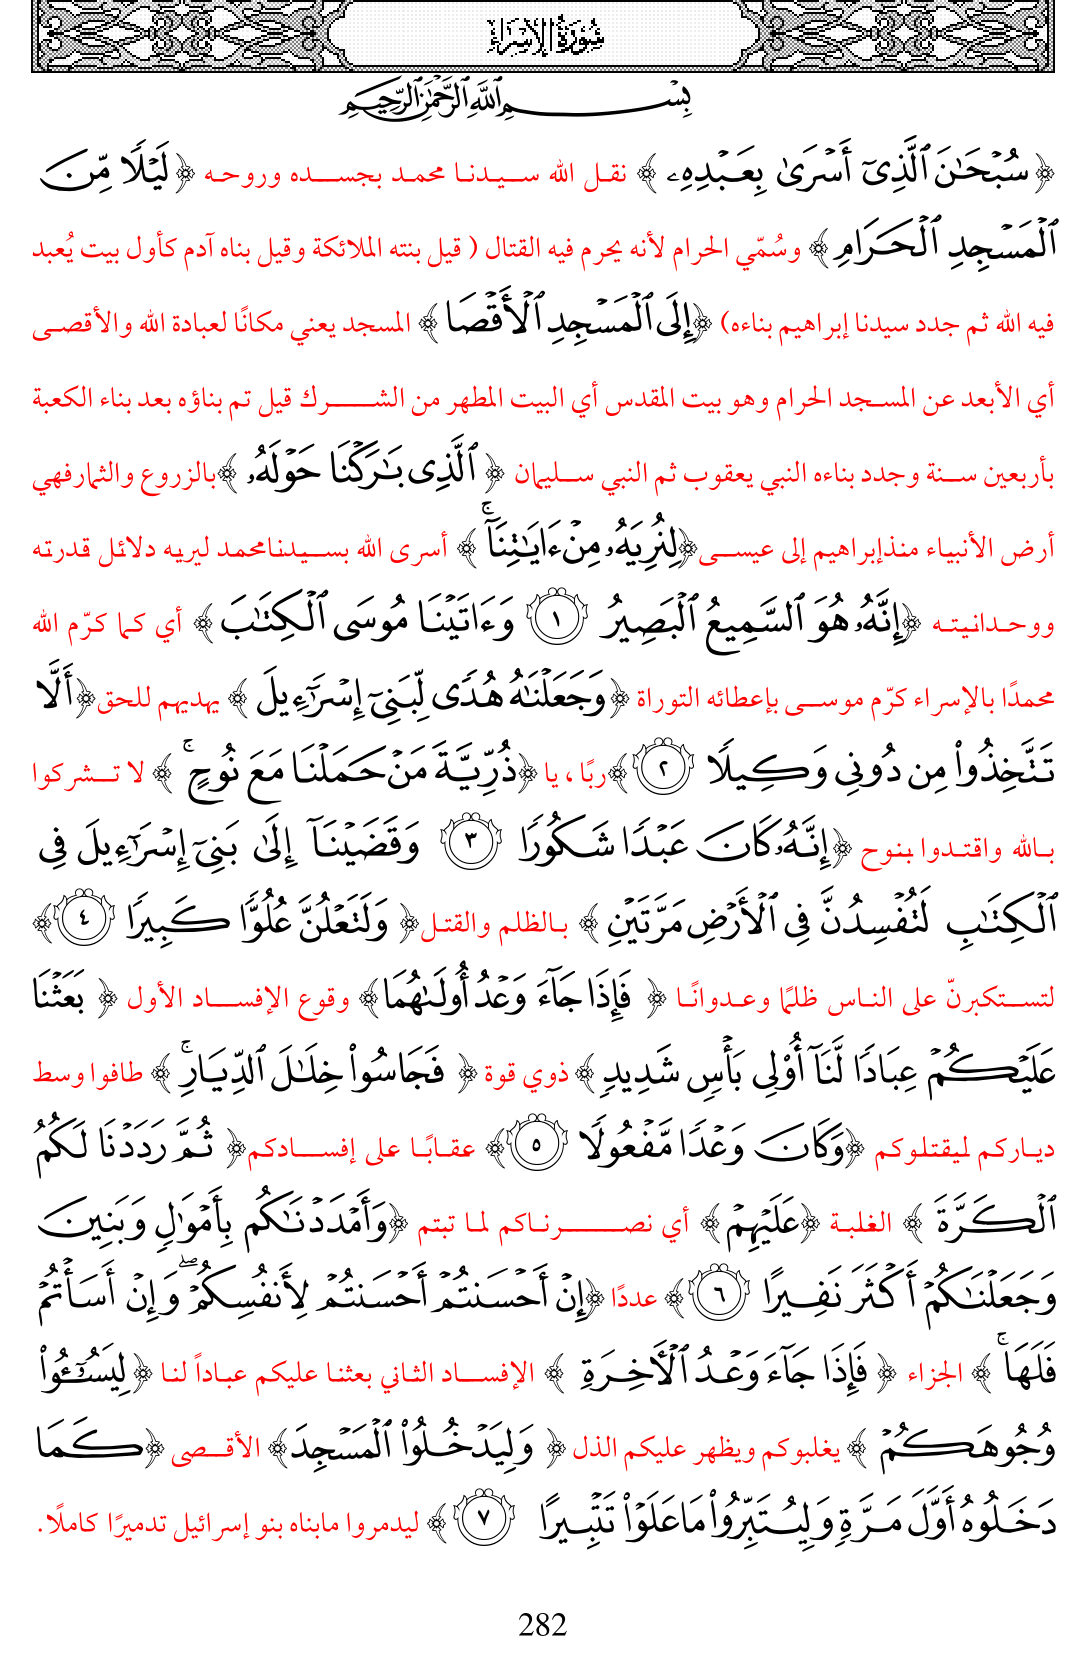 سُورَةُ الإِسْرَاءِ
بِسْمِ ٱللَّهِ ٱلرَّحْمَٰنِ ٱلرَّحِيمِ
﴿ سُبْحَٰنَ ٱلَّذِىٓ أَسْرَىٰ بِعَبْدِهِۦ ﴾ نقل الله سيدنا محمد بجسده وروحه ﴿ لَيْلًا مِّنَ
ٱلْمَسْجِدِ ٱلْحَرَامِ ﴾ وسُمّي الحرام لأنه يحرم فيه القتال ( قيل بنته الملائكة وقيل بناه آدم كأول بيت يُعبد
فيه الله ثم جدد سيدنا إبراهيم بناءه) ﴿إِلَى ٱلْمَسْجِدِ ٱلْأَقْصَا ﴾ المسجد يعني مكانًا لعبادة الله والأقصى
أي الأبعد عن المسجد الحرام وهو بيت المقدس أي البيت المطهر من الشرك قيل تم بناؤه بعد بناء الكعبة
بأربعين سنة وجدد بناءه النبي يعقوب ثم النبي سليمان ﴿ ٱلَّذِى بَٰرَكْنَا حَوْلَهُۥ ﴾بالزروع والثمارفهي
أرض الأنبياء منذإبراهيم إلى عيسى﴿لِنُرِيَهُۥ مِنْ ءَايَٰتِنَآ ۚ ﴾ أسرى الله بسيدنامحمد ليريه دلائل قدرته
ووحدانيته ﴿إِنَّهُۥ هُوَ ٱلسَّمِيعُ ٱلْبَصِيرُ ١ وَءَاتَيْنَا مُوسَى ٱلْكِتَٰبَ ﴾ أي كما كرّم الله
محمدًا بالإسراء كرّم موسى بإعطائه التوراة ﴿وَجَعَلْنَٰهُ هُدًى لِّبَنِىٓ إِسْرَٰٓءِيلَ ﴾ يهديهم للحق﴿أَلَّا
تَتَّخِذُوا۟ مِن دُونِى وَكِيلًا ٢ ﴾ربًا ، يا ﴿ذُرِّيَّةَ مَنْ حَمَلْنَا مَعَ نُوحٍ ۚ ﴾ لا تشركوا
بالله واقتدوا بنوح ﴿إِنَّهُۥ كَانَ عَبْدًا شَكُورًا ٣ وَقَضَيْنَآ إِلَىٰ بَنِىٓ إِسْرَٰٓءِيلَ فِى
ٱلْكِتَٰبِ لَتُفْسِدُنَّ فِى ٱلْأَرْضِ مَرَّتَيْنِ ﴾ بالظلم والقتل﴿ وَلَتَعْلُنَّ عُلُوًّا كَبِيرًا ٤ ﴾
لتستكبرنّ على الناس ظلمًا وعدوانًا ﴿ فَإِذَا جَآءَ وَعْدُ أُولَىٰهُمَا﴾ وقوع الإفساد الأول ﴿ بَعَثْنَا
عَلَيْكُمْ عِبَادًا لَّنَآ أُو۟لِى بَأْسٍ شَدِيدٍ ﴾ ذوي قوة ﴿ فَجَاسُوا۟ خِلَٰلَ ٱلدِّيَارِ ۚ ﴾ طافوا وسط
دياركم ليقتلوكم ﴿وَكَانَ وَعْدًا مَّفْعُولًا ٥ ﴾ عقابًا على إفسادكم﴿ ثُمَّ رَدَدْنَا لَكُمُ
ٱلْكَرَّةَ ﴾ الغلبة ﴿عَلَيْهِمْ ﴾ أي نصرناكم لما تبتم ﴿وَأَمْدَدْنَٰكُم بِأَمْوَٰلٍ وَبَنِينَ
وَجَعَلْنَٰكُمْ أَكْثَرَ نَفِيرًا ٦ ﴾ عددًا ﴿إِنْ أَحْسَنتُمْ أَحْسَنتُمْ لِأَنفُسِكُمْ ۖ وَإِنْ أَسَأْتُمْ
فَلَهَا ۚ ﴾ الجزاء ﴿ فَإِذَا جَآءَ وَعْدُ ٱلْءَاخِرَةِ ﴾ الإفساد الثاني بعثنا عليكم عباداً لنا ﴿لِيَسُـۥٓـُٔوا۟
وُجُوهَكُمْ ﴾ يغلبوكم ويظهر عليكم الذل ﴿ وَلِيَدْخُلُوا۟ ٱلْمَسْجِدَ﴾ الأقصى ﴿كَمَا
دَخَلُوهُ أَوَّلَ مَرَّةٍ وَلِيُتَبِّرُوا۟ مَا عَلَوْا۟ تَتْبِيرًا ٧ ﴾ ليدمروا مابناه بنو إسرائيل تدميرًا كاملًا.
282